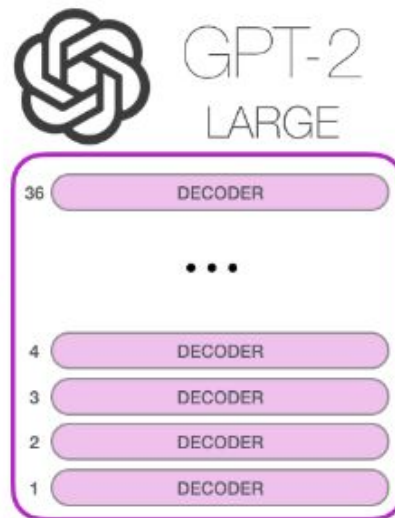 GPT-2
LARGE
36 DECODER
...
4 DECODER
3 DECODER
2 DECODER
1 DECODER